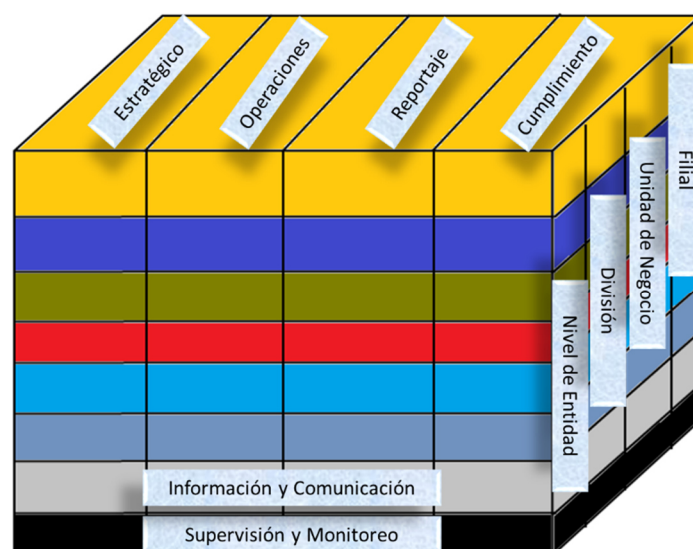 Estratégico
Operaciones
Reportaje
Cumplimiento
Filial
Unidad de Negocio
División
Nivel de Entidad
Información y Comunicación
Supervisión y Monitoreo